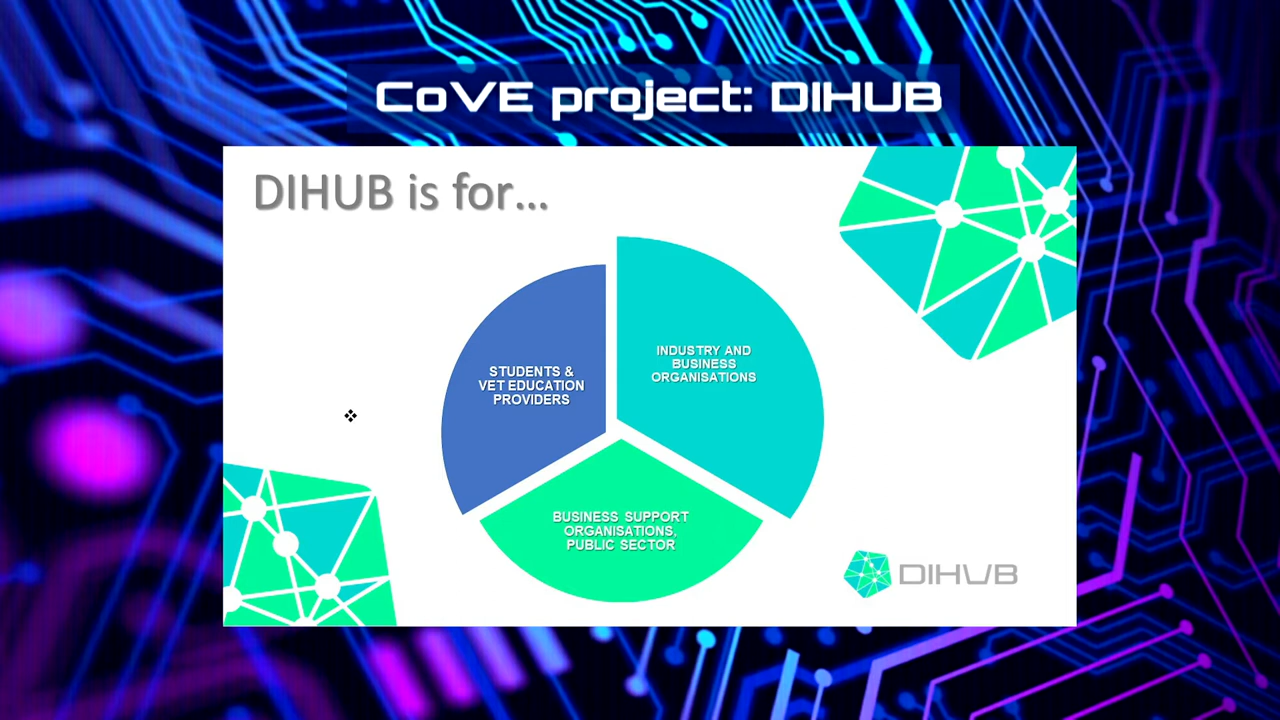 CoVE project: DIHUB
DIHUB is for...
INDUSTRY AND
BUSINESS
ORGANISATIONS
STUDENTS &
VET EDUCATION
PROVIDERS
BUSINESS SUPPORT
ORGANISATIONS,
PUBLIC SECTOR
DIHUB